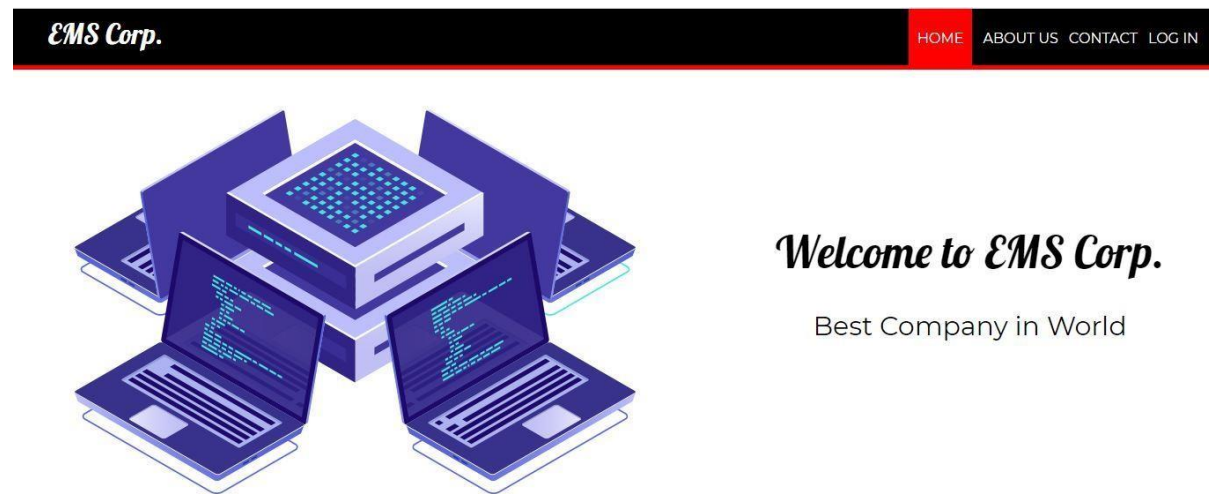 EMS Corp.
HOME ABOUT US CONTACT LOG IN
Welcome to EMS Corp.
Best Company in World